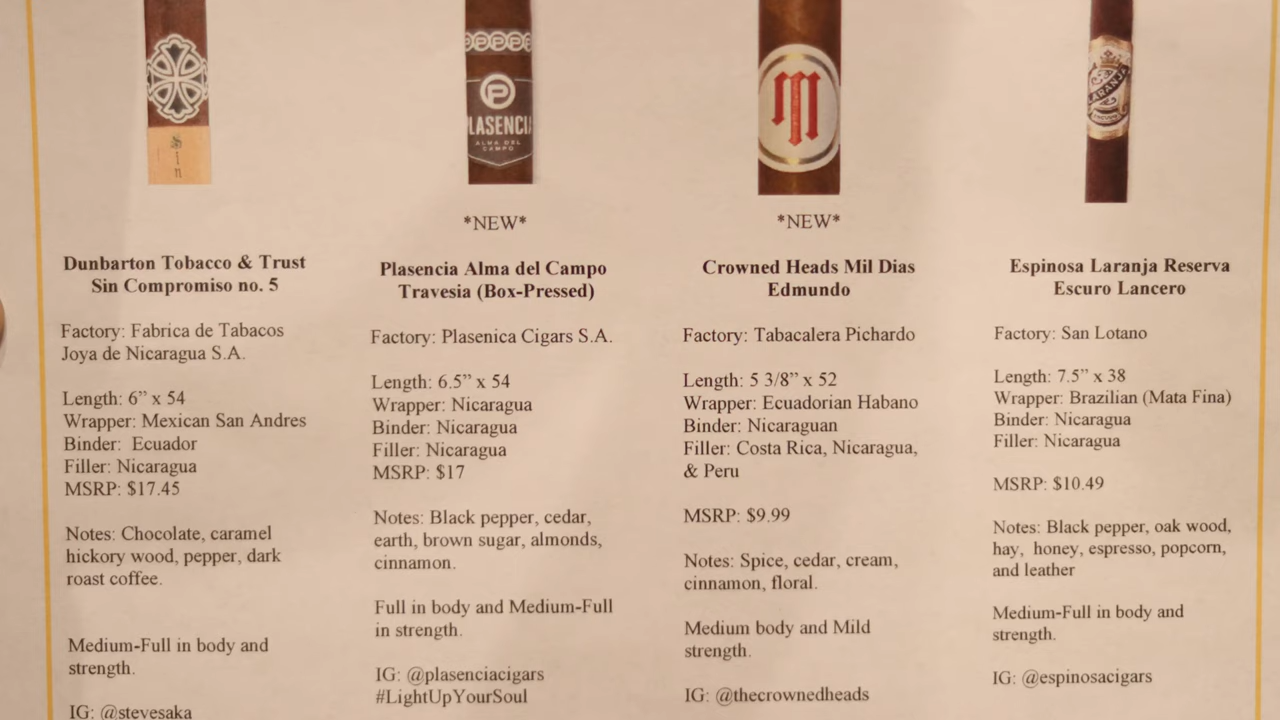 Sin
PPPPP
P
PLASENCIA
ALMA DEL
CAMPO
LARANJA
*NEW*
*NEW*
Dunbarton Tobacco & Trust
Sin Compromiso no. 5
Factory: Fabrica de Tabacos
Joya de Nicaragua S.A.
Length: 6” x 54
Wrapper: Mexican San Andres
Binder: Ecuador
Filler: Nicaragua
MSRP: $17.45
Notes: Chocolate, caramel
hickory wood, pepper, dark
roast coffee.
Medium-Full in body and
strength.
IG: @stevesaka
Plasencia Alma del Campo
Travesia (Box-Pressed)
Factory: Plasenica Cigars S.A.
Length: 6.5” x 54
Wrapper: Nicaragua
Binder: Nicaragua
Filler: Nicaragua
MSRP: $17
Notes: Black pepper, cedar,
earth, brown sugar, almonds,
cinnamon.
Full in body and Medium-Full
in strength.
IG: @plasenciacigars
#LightUpYourSoul
Crowned Heads Mil Dias
Edmundo
Factory: Tabacalera Pichardo
Length: 5 3/8” x 52
Wrapper: Ecuadorian Habano
Binder: Nicaraguan
Filler: Costa Rica, Nicaragua,
& Peru
MSRP: $9.99
Notes: Spice, cedar, cream,
cinnamon, floral.
Medium body and Mild
strength.
IG: @thecrownedheads
Espinosa Laranja Reserva
Escuro Lancero
Factory: San Lotano
Length: 7.5” x 38
Wrapper: Brazilian (Mata Fina)
Binder: Nicaragua
Filler: Nicaragua
MSRP: $10.49
Notes: Black pepper, oak wood,
hay, honey, espresso, popcorn,
and leather
Medium-Full in body and
strength.
IG: @espinosacigars